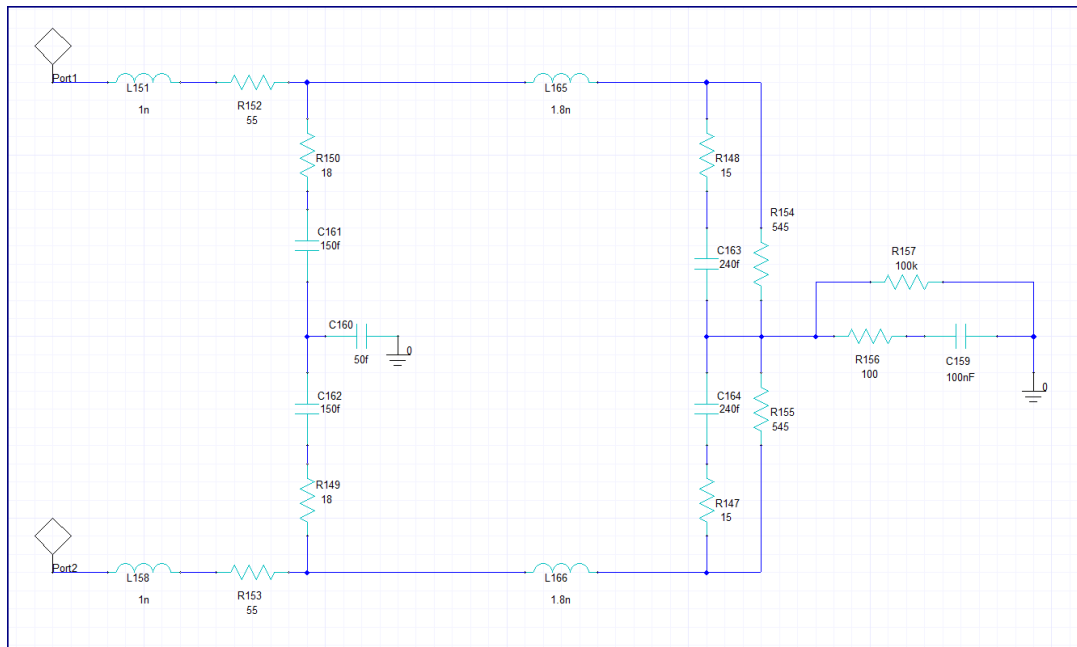 Port1
L151
1n
R152
55
L165
1.8n
R150
18
R148
15
C161
150f
R154
545
C163
240f
R157
100k
C160
50f
0
R156
100
C159
100nF
0
C162
150f
C164
240f
R155
545
R149
18
R147
15
Port2
L158
1n
R153
55
L166
1.8n